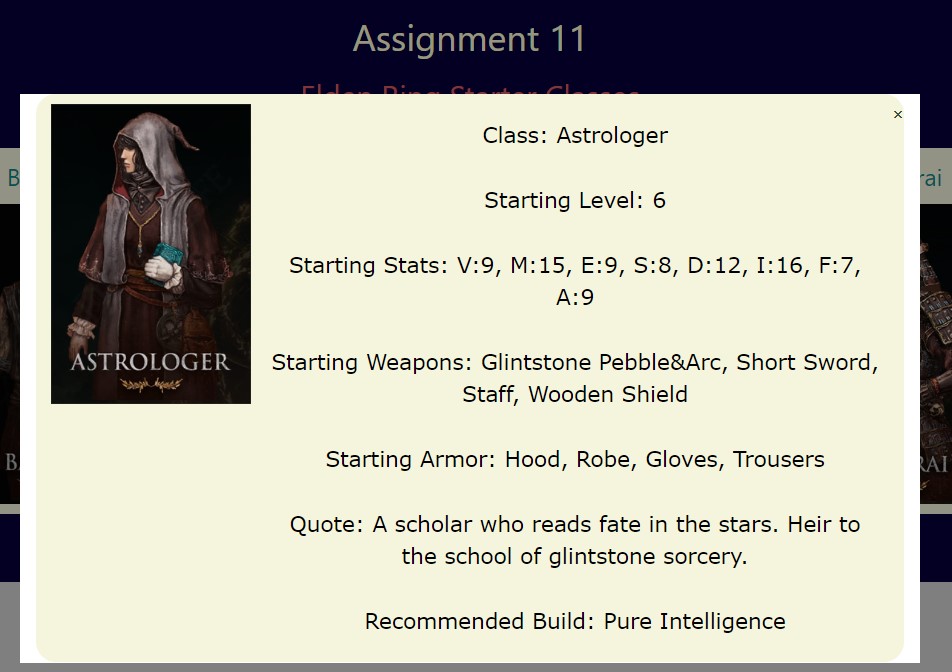 Assignment 11
Elden Ring Starter Classes
×
Class: Astrologer
Starting Level: 6
Starting Stats: V:9, M:15, E:9, S:8, D:12, I:16, F:7,
A:9
Starting Weapons: Glintstone Pebble&Arc, Short Sword,
Staff, Wooden Shield
Starting Armor: Hood, Robe, Gloves, Trousers
Quote: A scholar who reads fate in the stars. Heir to
the school of glintstone sorcery.
Recommended Build: Pure Intelligence
ASTROLOGER